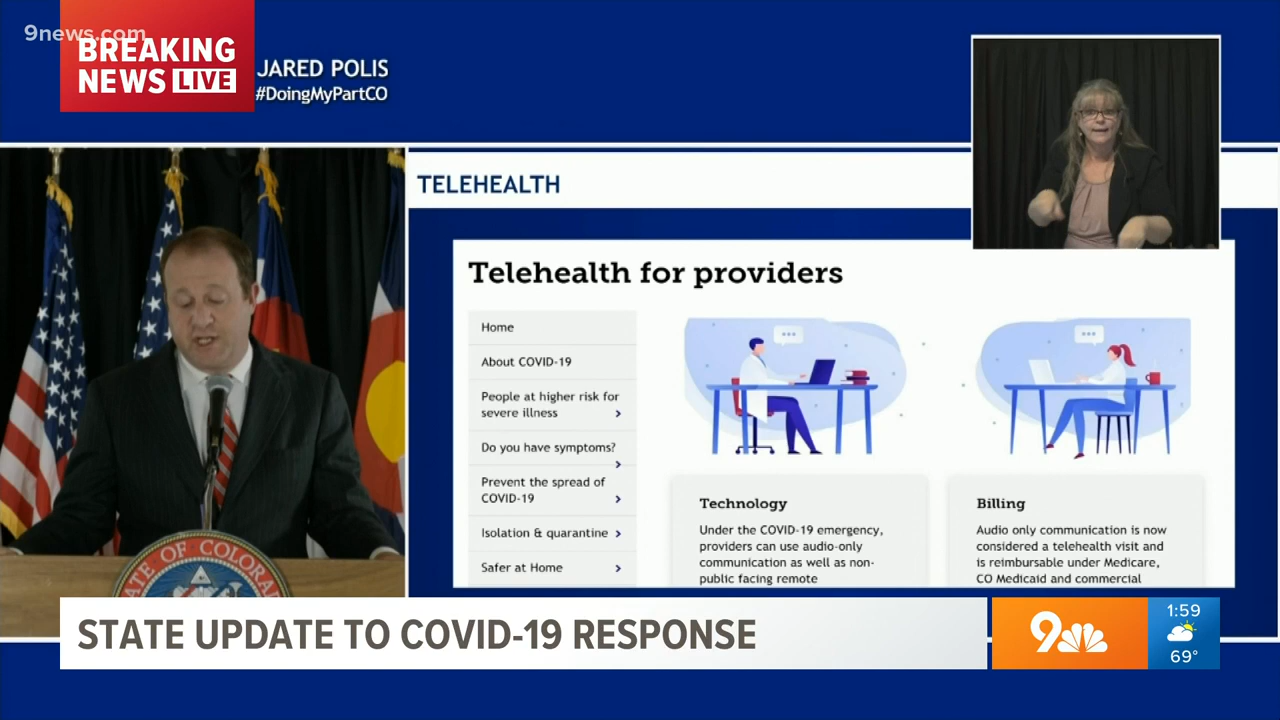 9news.com
BREAKING
NEWS LIVE
JARED POLIS
#DoingMyPartCO
TELEHEALTH
Telehealth for providers
Home
About COVID-19
People at higher risk for
severe illness
Do you have symptoms?
Prevent the spread of
COVID-19
Isolation & quarantine
Safer at Home
Technology
Under the COVID-19 emergency,
providers can use audio-only
communication as well as non-
public facing remote
Billing
Audio only communication is now
considered a telehealth visit and
is reimbursable under Medicare,
CO Medicaid and commercial
OF COLORA
STATE UPDATE TO COVID-19 RESPONSE
9
1:59
69°